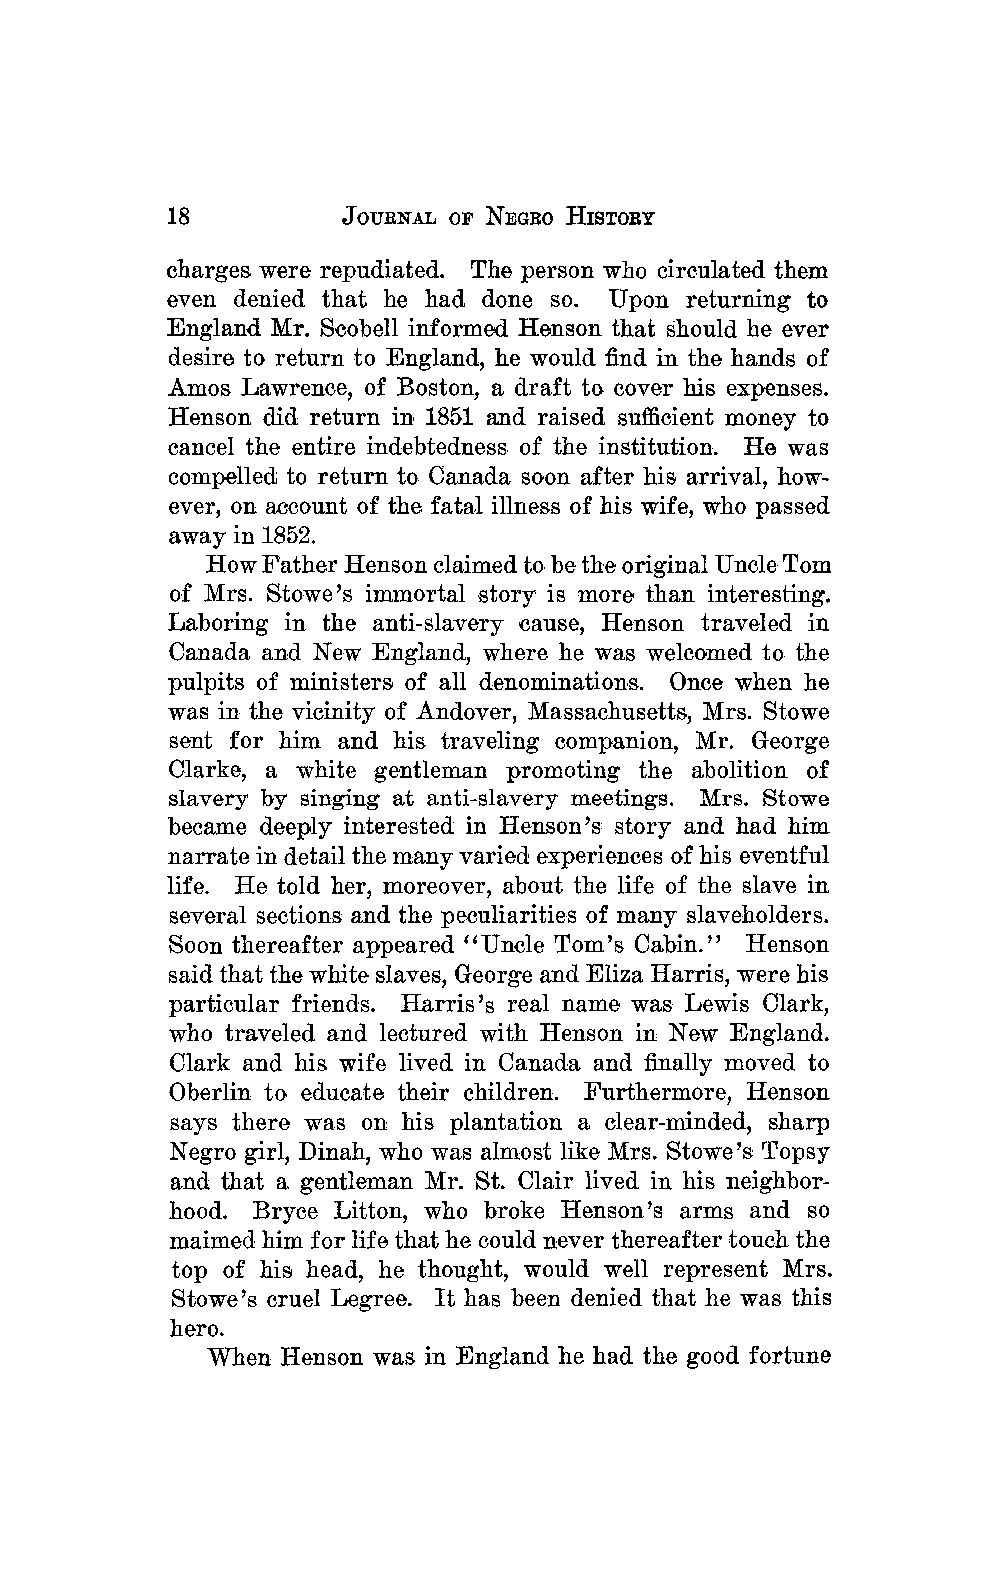 18 JOURNAL OF NEGRO HISTORY
charges were repudiated. The person who circulated them
even denied that he had done so. Upon returning to
England Mr. Scobell informed Henson that should he ever
desire to return to England, he would find in the hands of
Amos Lawrence, of Boston, a draft to cover his expenses.
Henson did return in 1851 and raised sufficient money to
cancel the entire indebtedness of the institution. He was
compelled to return to Canada soon after his arrival, how-
ever, on account of the fatal illness of his wife, who passed
away in 1852.
How Father Henson claimed to be the original Uncle Tom
of Mrs. Stowe's immortal story is more than interesting.
Laboring in the anti-slavery cause, Henson traveled in
Canada and New England, where he was welcomed to the
pulpits of ministers of all denominations. Once when he
was in the vicinity of Andover, Massachusetts, Mrs. Stowe
sent for him and his traveling companion, Mr. George
Clarke, a white gentleman promoting the abolition of
slavery by singing at anti-slavery meetings. Mrs. Stowe
became deeply interested in Henson's story and had him
narrate in detail the many varied experiences of his eventful
life. He told her, moreover, about the life of the slave in
several sections and the peculiarities of many slaveholders.
Soon thereafter appeared "Uncle Tom's Cabin." Henson
said that the white slaves, George and Eliza Harris, were his
particular friends. Harris's real name was Lewis Clark,
who traveled and lectured with Henson in New England.
Clark and his wife lived in Canada and finally moved to
Oberlin to educate their children. Furthermore, Henson
says there was on his plantation a clear-minded, sharp
Negro girl, Dinah, who was almost like Mrs. Stowe's Topsy
and that a gentleman Mr. St. Clair lived in his neighbor-
hood. Bryce Litton, who broke Henson's arms and so
maimed him for life that he could never thereafter touch the
top of his head, he thought, would well represent Mrs.
Stowe's cruel Legree. It has been denied that he was this
hero.
When Henson was in England he had the good fortune